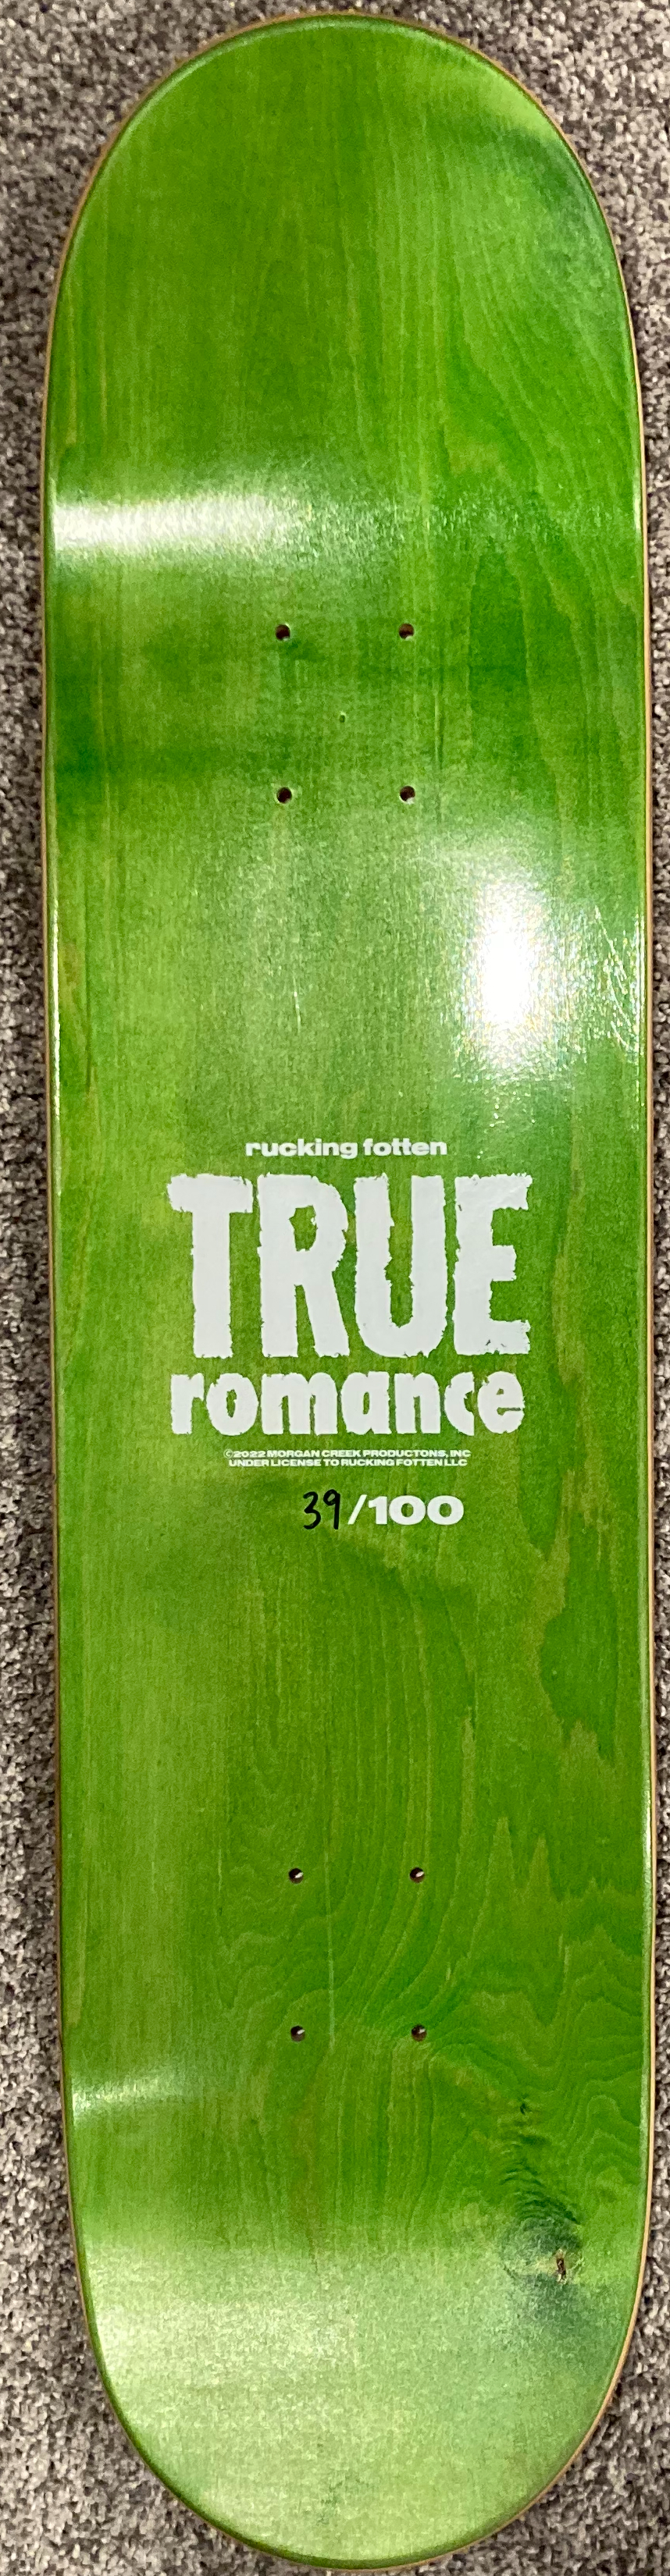 rucking fotten
TRUE
romance
©2022 MORGAN CREEK PRODUCTONS, INC
UNDER LICENSE TO RUCKING FOTTEN LLC
39/100